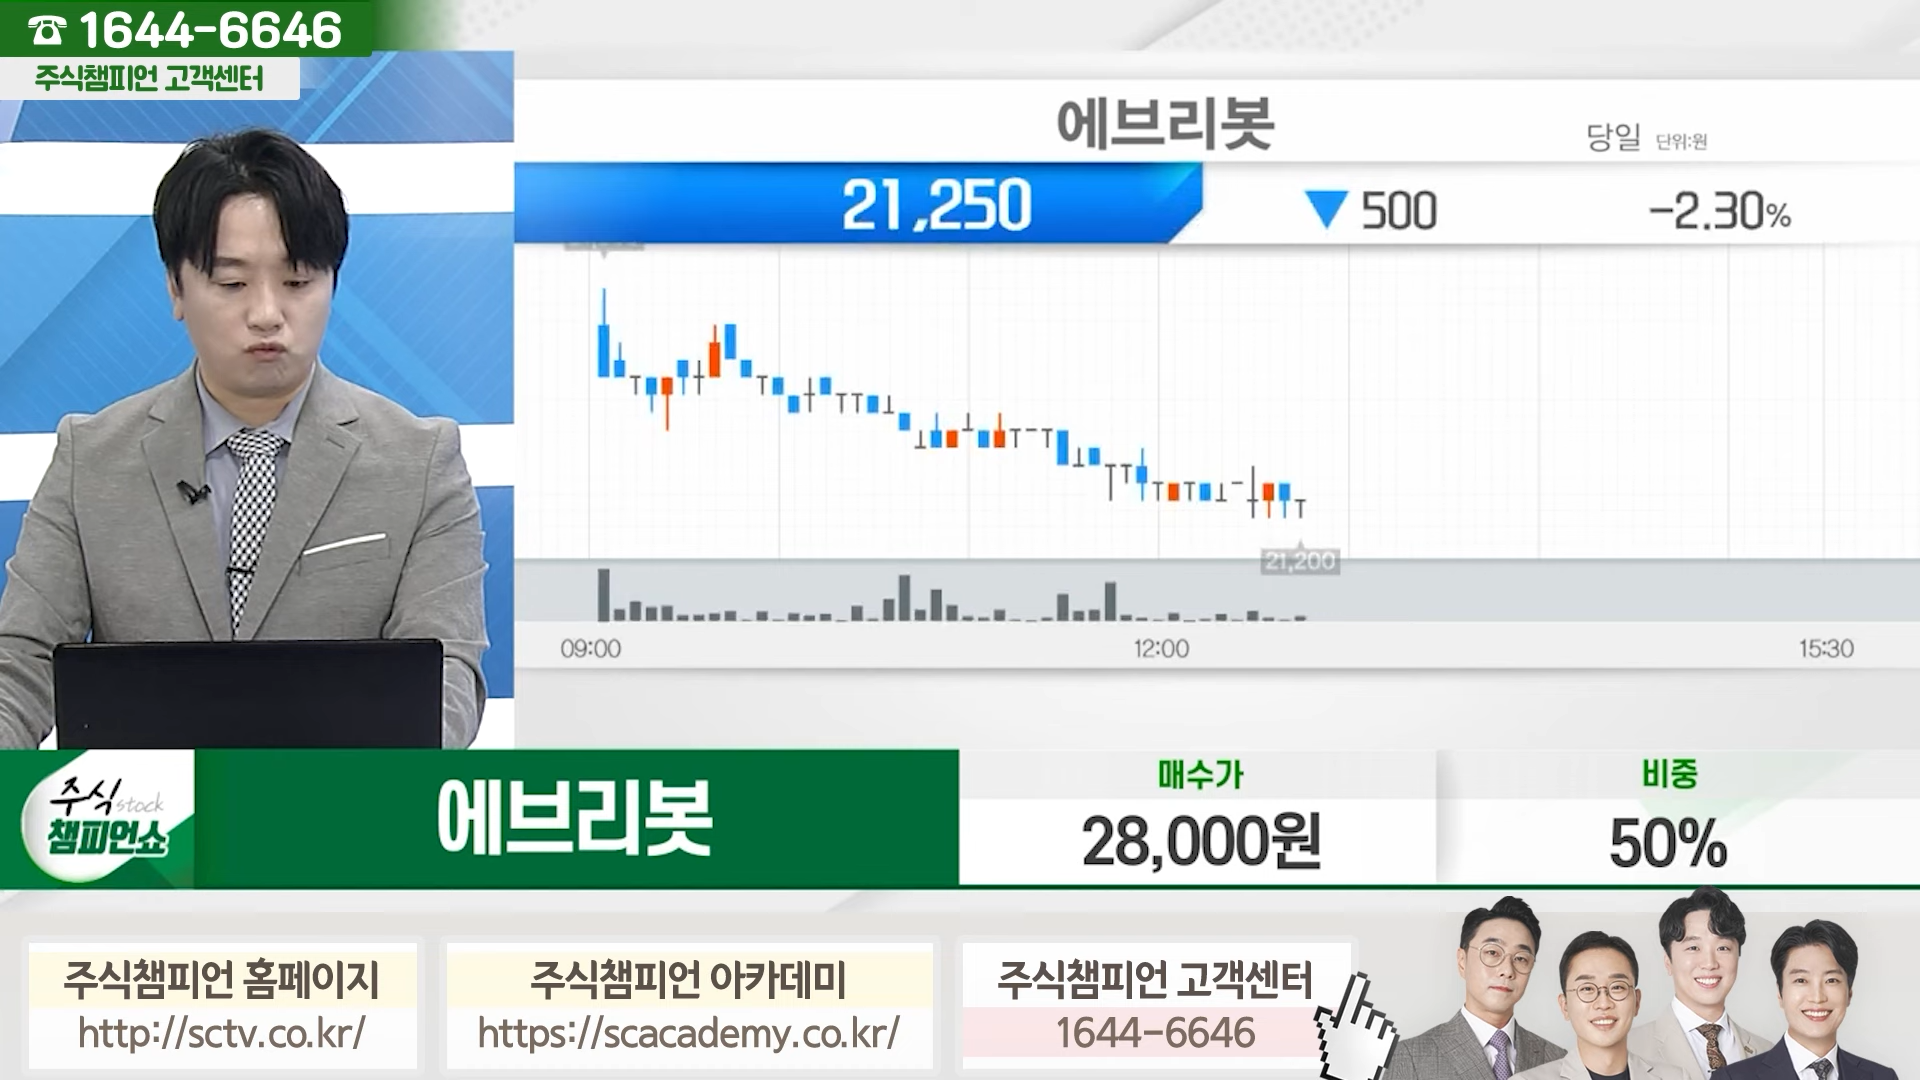 ☎ 1644-6646
주식챔피언 고객센터
에브리봇
당일 단위:원
21,250 ▼ 500 -2.30%
21,200
09:00 12:00 15:30
주식 stock
챔피언쇼
에브리봇
매수가
28,000원
비중
50%
주식챔피언 홈페이지
http://sctv.co.kr/
주식챔피언 아카데미
https://scacademy.co.kr/
주식챔피언 고객센터
1644-6646